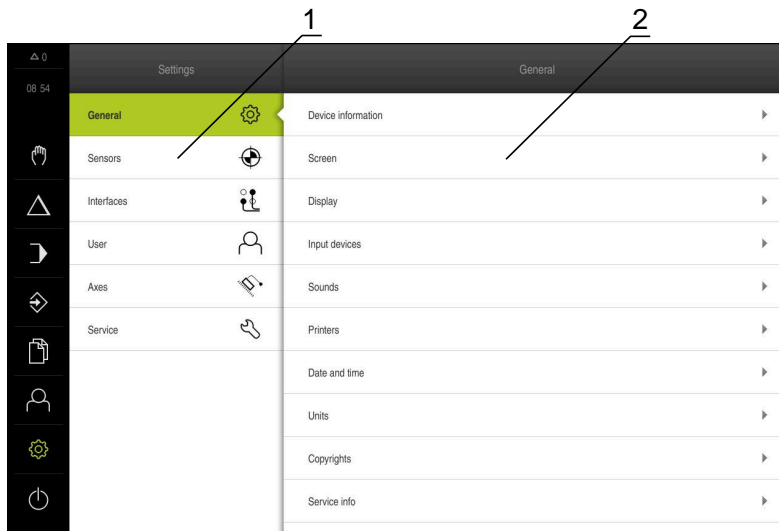 1
2
0
Settings
General
08 54
General
Device information
Sensors
Screen
Interfaces
Display
User
Input devices
Axes
Sounds
Service
Printers
Date and time
Units
Copyrights
Service info